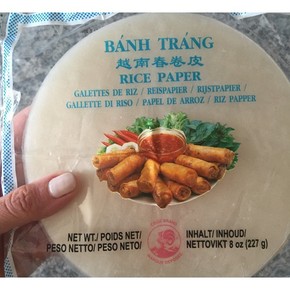 BÁNH TRÁNG
越南春卷皮
RICE PAPER
GALETTES DE RIZ / REISPAPIER / RIJSTPAPIER /
GALLETTE DI RISO / PAPEL DE ARROZ / RIZ PAPPER
NET WT./ POIDS NET/
PESO NETTO/ PESO NETO/
INHALT/ INHOUD/
NETTOVIKT 8 oz (227 g)